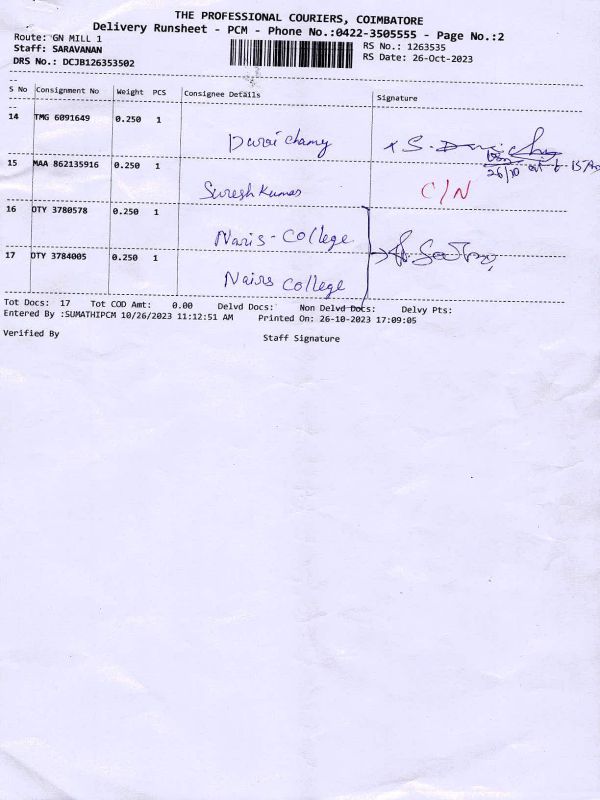 THE PROFESSIONAL COURIERS, COIMBATORE
Delivery Runsheet - PCM - Phone No.:0422-3505555 - Page No.:2
Route: GN MILL 1
RS No.: 1263535
Staff: SARAVANAN
RS Date: 26-Oct-2023
DRS No.: DCJB126353502
S No Consignment No Weight PCS Consignee Details Signature
14 TMG 6091649 0.250 1
Durai Chamy
26/10
15 MAA 862135916 0.250 1
Suresh Kumar C/N
16 DTY 3780578 0.250 1
Naris - College
17 DTY 3784005 0.250 1
Nairs College
Tot Docs: 17 Tot COD Amt: 0.00 Delvd Docs: Non Delvd Docs: Delvy Pts:
Entered By :SUMATHIPCM 10/26/2023 11:12:51 AM Printed On: 26-10-2023 17:09:05
Verified By Staff Signature